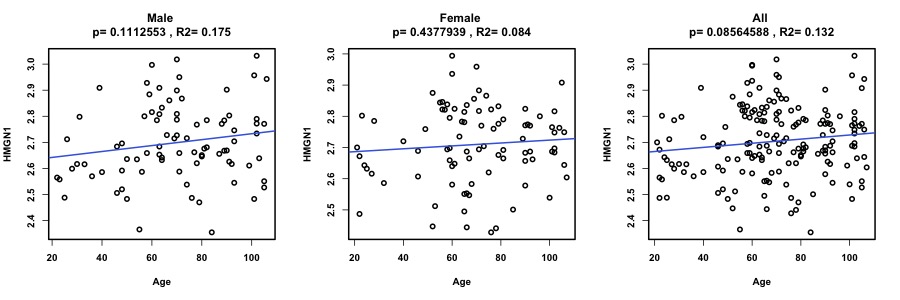 Male
p= 0.1112553 , R2= 0.175
HMGN1
3.0
2.9
2.8
2.7
2.6
2.5
2.4
20 40 60 80 100
Age
Female
p= 0.4377939 , R2= 0.084
HMGN1
3.0
2.9
2.8
2.7
2.6
2.5
20 40 60 80 100
Age
All
p= 0.08564588 , R2= 0.132
HMGN1
3.0
2.9
2.8
2.7
2.6
2.5
2.4
20 40 60 80 100
Age